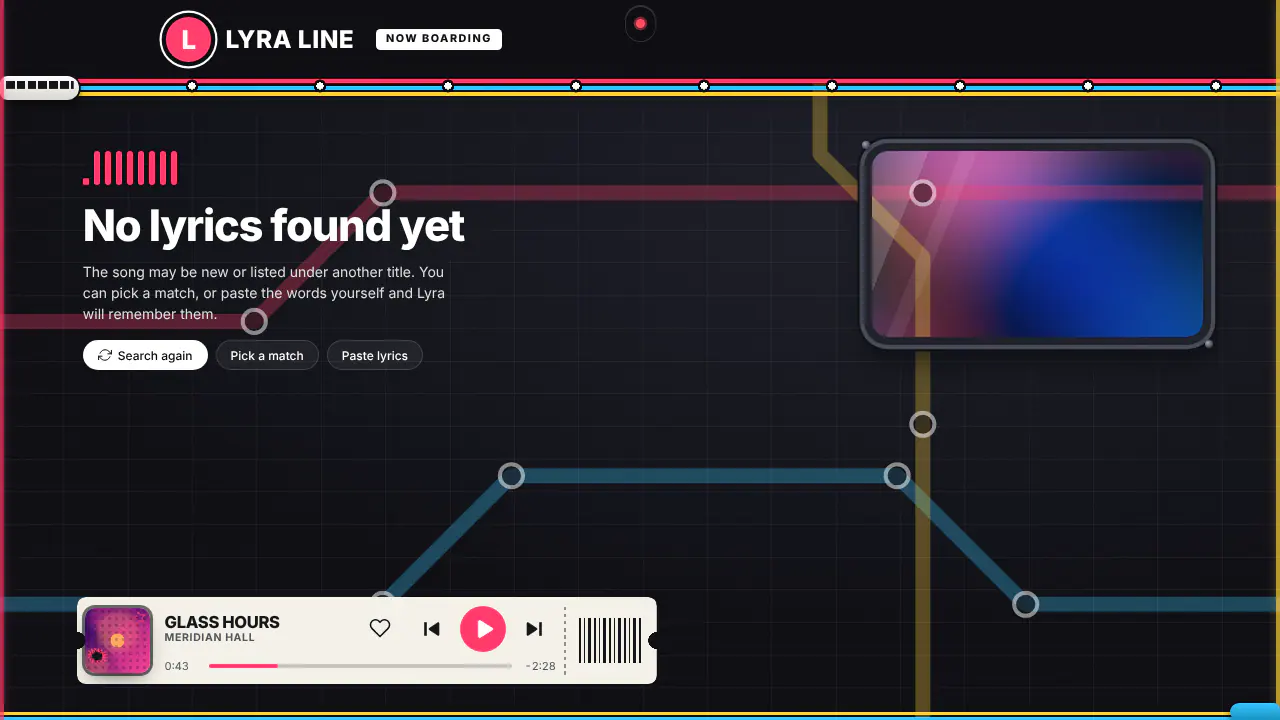 L
LYRA LINE
NOW BOARDING
No lyrics found yet
The song may be new or listed under another title. You
can pick a match, or paste the words yourself and Lyra
will remember them.
Search again
Pick a match
Paste lyrics
GLASS HOURS
MERIDIAN HALL
0:43
-2:28